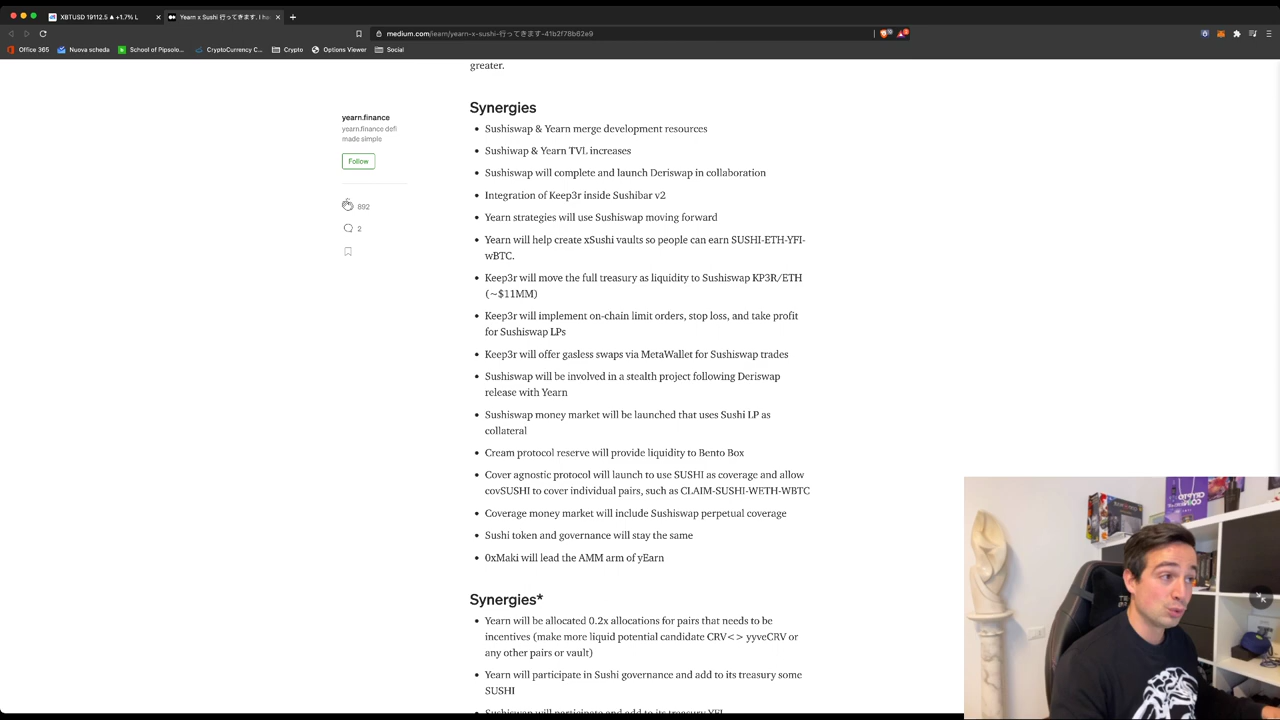 XBTUSD 19112.5 ▲ +1.7% L
Yearn x Sushi 行ってきます. I ha
medium.com/iearn/yearn-x-sushi-行ってきます-41b2f78b62e9
Office 365
Nuova scheda
School of Pipsolo...
CryptoCurrency C...
Crypto
Options Viewer
Social
greater.
yearn.finance
yearn.finance defi
made simple
Follow
892
2
Synergies
• Sushiswap & Yearn merge development resources
• Sushiwap & Yearn TVL increases
• Sushiswap will complete and launch Deriswap in collaboration
• Integration of Keep3r inside Sushibar v2
• Yearn strategies will use Sushiswap moving forward
• Yearn will help create xSushi vaults so people can earn SUSHI-ETH-YFI-
wBTC.
• Keep3r will move the full treasury as liquidity to Sushiswap KP3R/ETH
(~$11MM)
• Keep3r will implement on-chain limit orders, stop loss, and take profit
for Sushiswap LPs
• Keep3r will offer gasless swaps via MetaWallet for Sushiswap trades
• Sushiswap will be involved in a stealth project following Deriswap
release with Yearn
• Sushiswap money market will be launched that uses Sushi LP as
collateral
• Cream protocol reserve will provide liquidity to Bento Box
• Cover agnostic protocol will launch to use SUSHI as coverage and allow
covSUSHI to cover individual pairs, such as CLAIM-SUSHI-WETH-WBTC
• Coverage money market will include Sushiswap perpetual coverage
• Sushi token and governance will stay the same
• 0xMaki will lead the AMM arm of yEarn
Synergies*
• Yearn will be allocated 0.2x allocations for pairs that needs to be
incentives (make more liquid potential candidate CRV<> yyveCRV or
any other pairs or vault)
• Yearn will participate in Sushi governance and add to its treasury some
SUSHI
• Sushiswap will participate and add to its treasury YFI